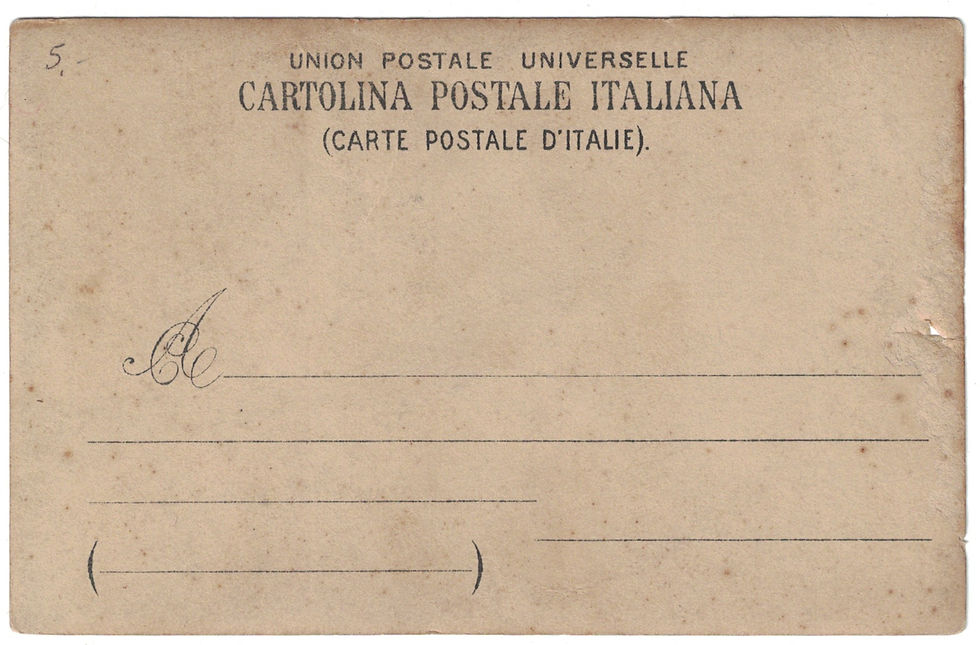 5.-
UNION POSTALE UNIVERSELLE
CARTOLINA POSTALE ITALIANA
(CARTE POSTALE D'ITALIE).
A
( )